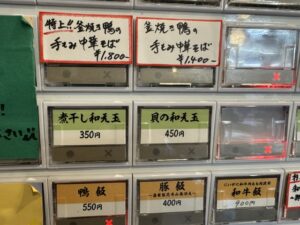 特上!! 釜焼き鴨の
手もみ中華そば
¥1.800-
釜焼き鴨の
手もみ中華そば
¥1.400-
煮干し和え玉
350円
貝の和え玉
450円
鴨飯
550円
豚飯
400円
和牛飯
900円